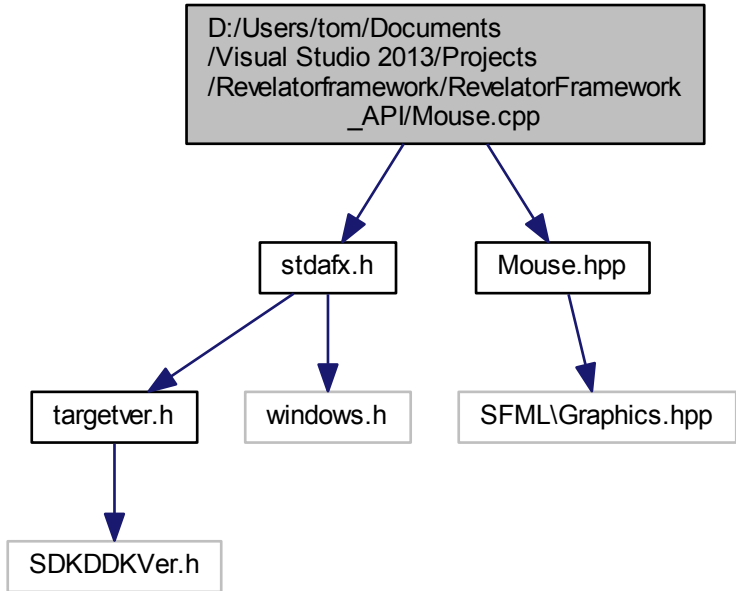 D:/Users/tom/Documents
/Visual Studio 2013/Projects
/Revelatorframework/RevelatorFramework
_API/Mouse.cpp
stdafx.h
Mouse.hpp
targetver.h
windows.h
SFML\Graphics.hpp
SDKDDKVer.h